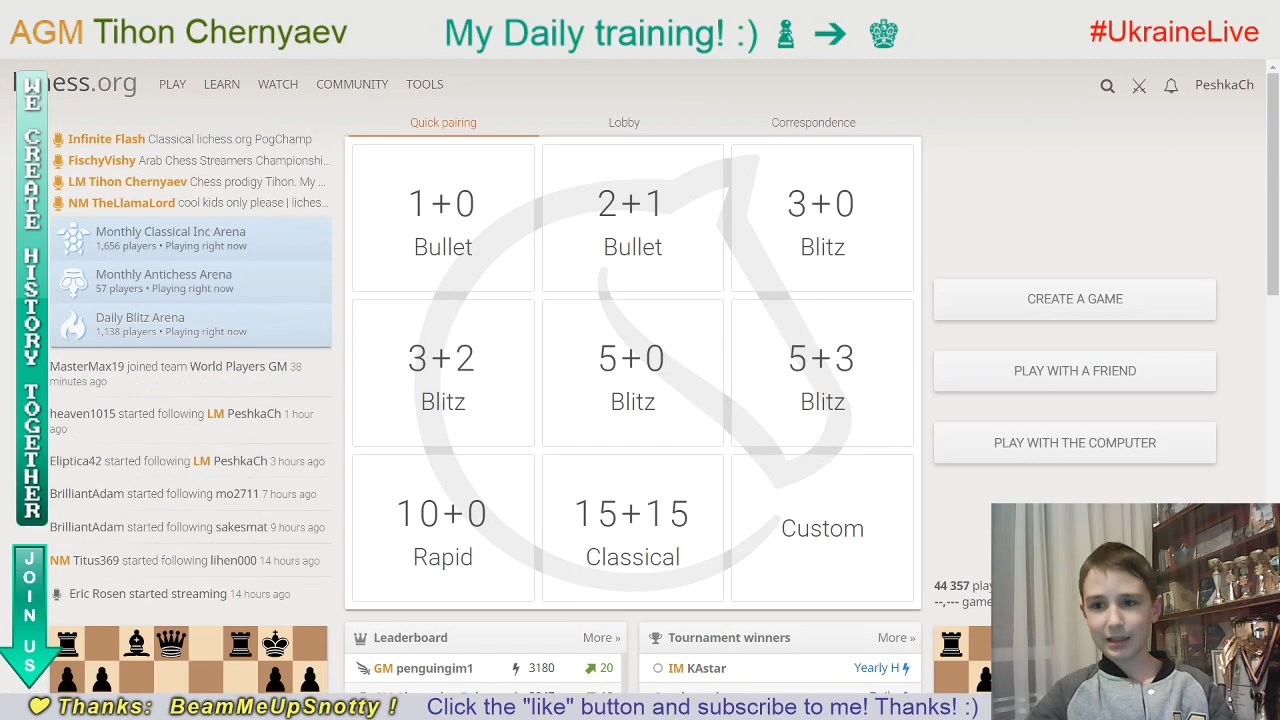 AGM Tihon Chernyaev
My Daily training! :)
#UkraineLive
hess.org
PLAY
LEARN
WATCH
COMMUNITY
TOOLS
PeshkaCh
WE CREATE HISTORY TOGETHER
JOIN US
Infinite Flash Classical lichess.org PogChamp
FischyVishy Arab Chess Streamers Championshi...
LM Tihon Chernyaev Chess prodigy Tihon. My ...
NM TheLlamaLord cool kids only please | liches...
Monthly Classical Inc Arena
1,656 players • Playing right now
Monthly Antichess Arena
57 players • Playing right now
Daily Blitz Arena
1,138 players • Playing right now
MasterMax19 joined team World Players GM 38
minutes ago
heaven1015 started following LM PeshkaCh 1 hour
ago
Eliptica42 started following LM PeshkaCh 3 hours ago
BrilliantAdam started following mo2711 7 hours ago
BrilliantAdam started following sakesmat 9 hours ago
NM Titus369 started following lihen000 14 hours ago
Eric Rosen started streaming 14 hours ago
Quick pairing
Lobby
Correspondence
1+0
Bullet
2+1
Bullet
3+0
Blitz
3+2
Blitz
5+0
Blitz
5+3
Blitz
10+0
Rapid
15+15
Classical
Custom
CREATE A GAME
PLAY WITH A FRIEND
PLAY WITH THE COMPUTER
44 357 play
--,--- game
Leaderboard
More »
GM penguingim1
3180
20
Tournament winners
More »
IM KAstar
Yearly H
Thanks: BeamMeUpSnotty !
Click the "like" button and subscribe to me! Thanks! :)